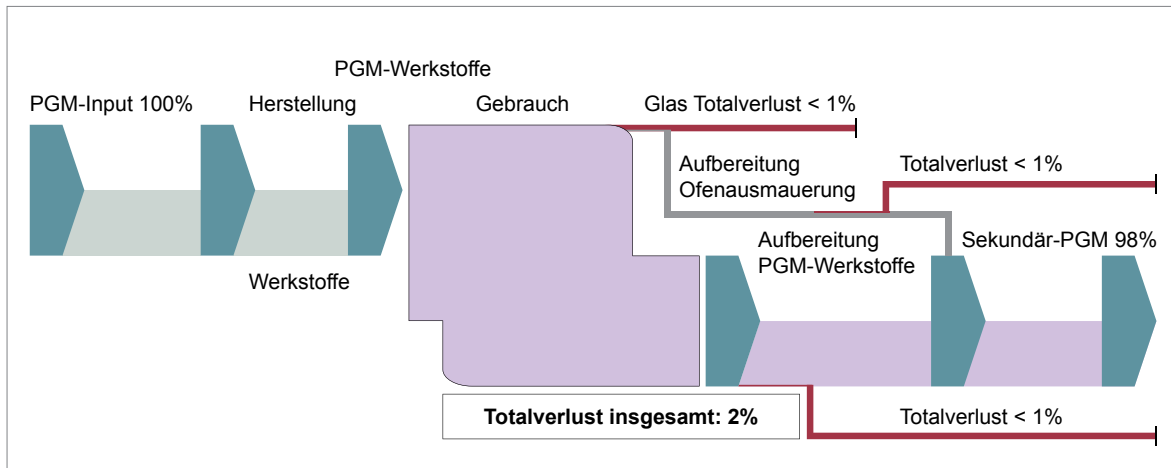 PGM-Werkstoffe
PGM-Input 100%
Herstellung
Gebrauch
Glas Totalverlust < 1%
Aufbereitung
Ofenausmauerung
Totalverlust < 1%
Aufbereitung
PGM-Werkstoffe
Sekundär-PGM 98%
Werkstoffe
Totalverlust insgesamt: 2%
Totalverlust < 1%